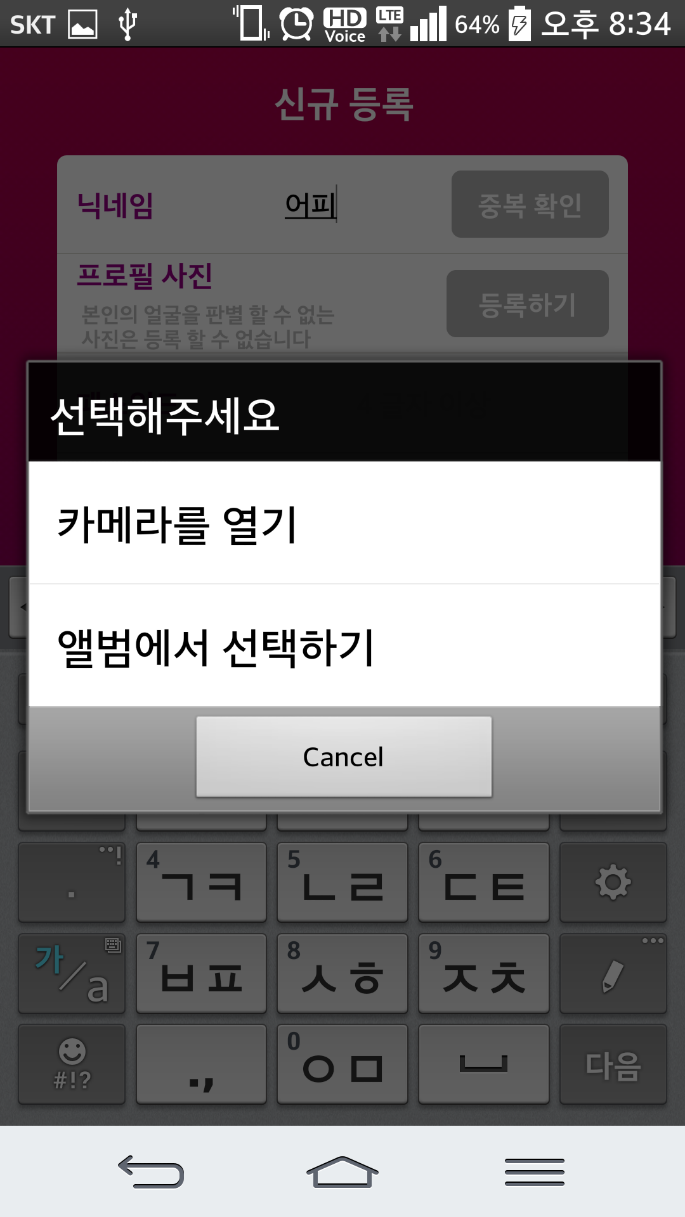 SKT HD Voice LTE 64% 오후 8:34
신규 등록
닉네임 어피 중복 확인
프로필 사진 등록하기
본인의 얼굴을 판별 할 수 없는
사진은 등록 할 수 없습니다
선택해주세요
카메라를 열기
앨범에서 선택하기
Cancel
. ..! 4 ㄱㅋ 5 ㄴㄹ 6 ㄷㅌ
가/a 7 ㅂㅍ 8 ㅅㅎ 9 ㅈㅊ ...
#!? ., 0 ㅇㅁ 다음